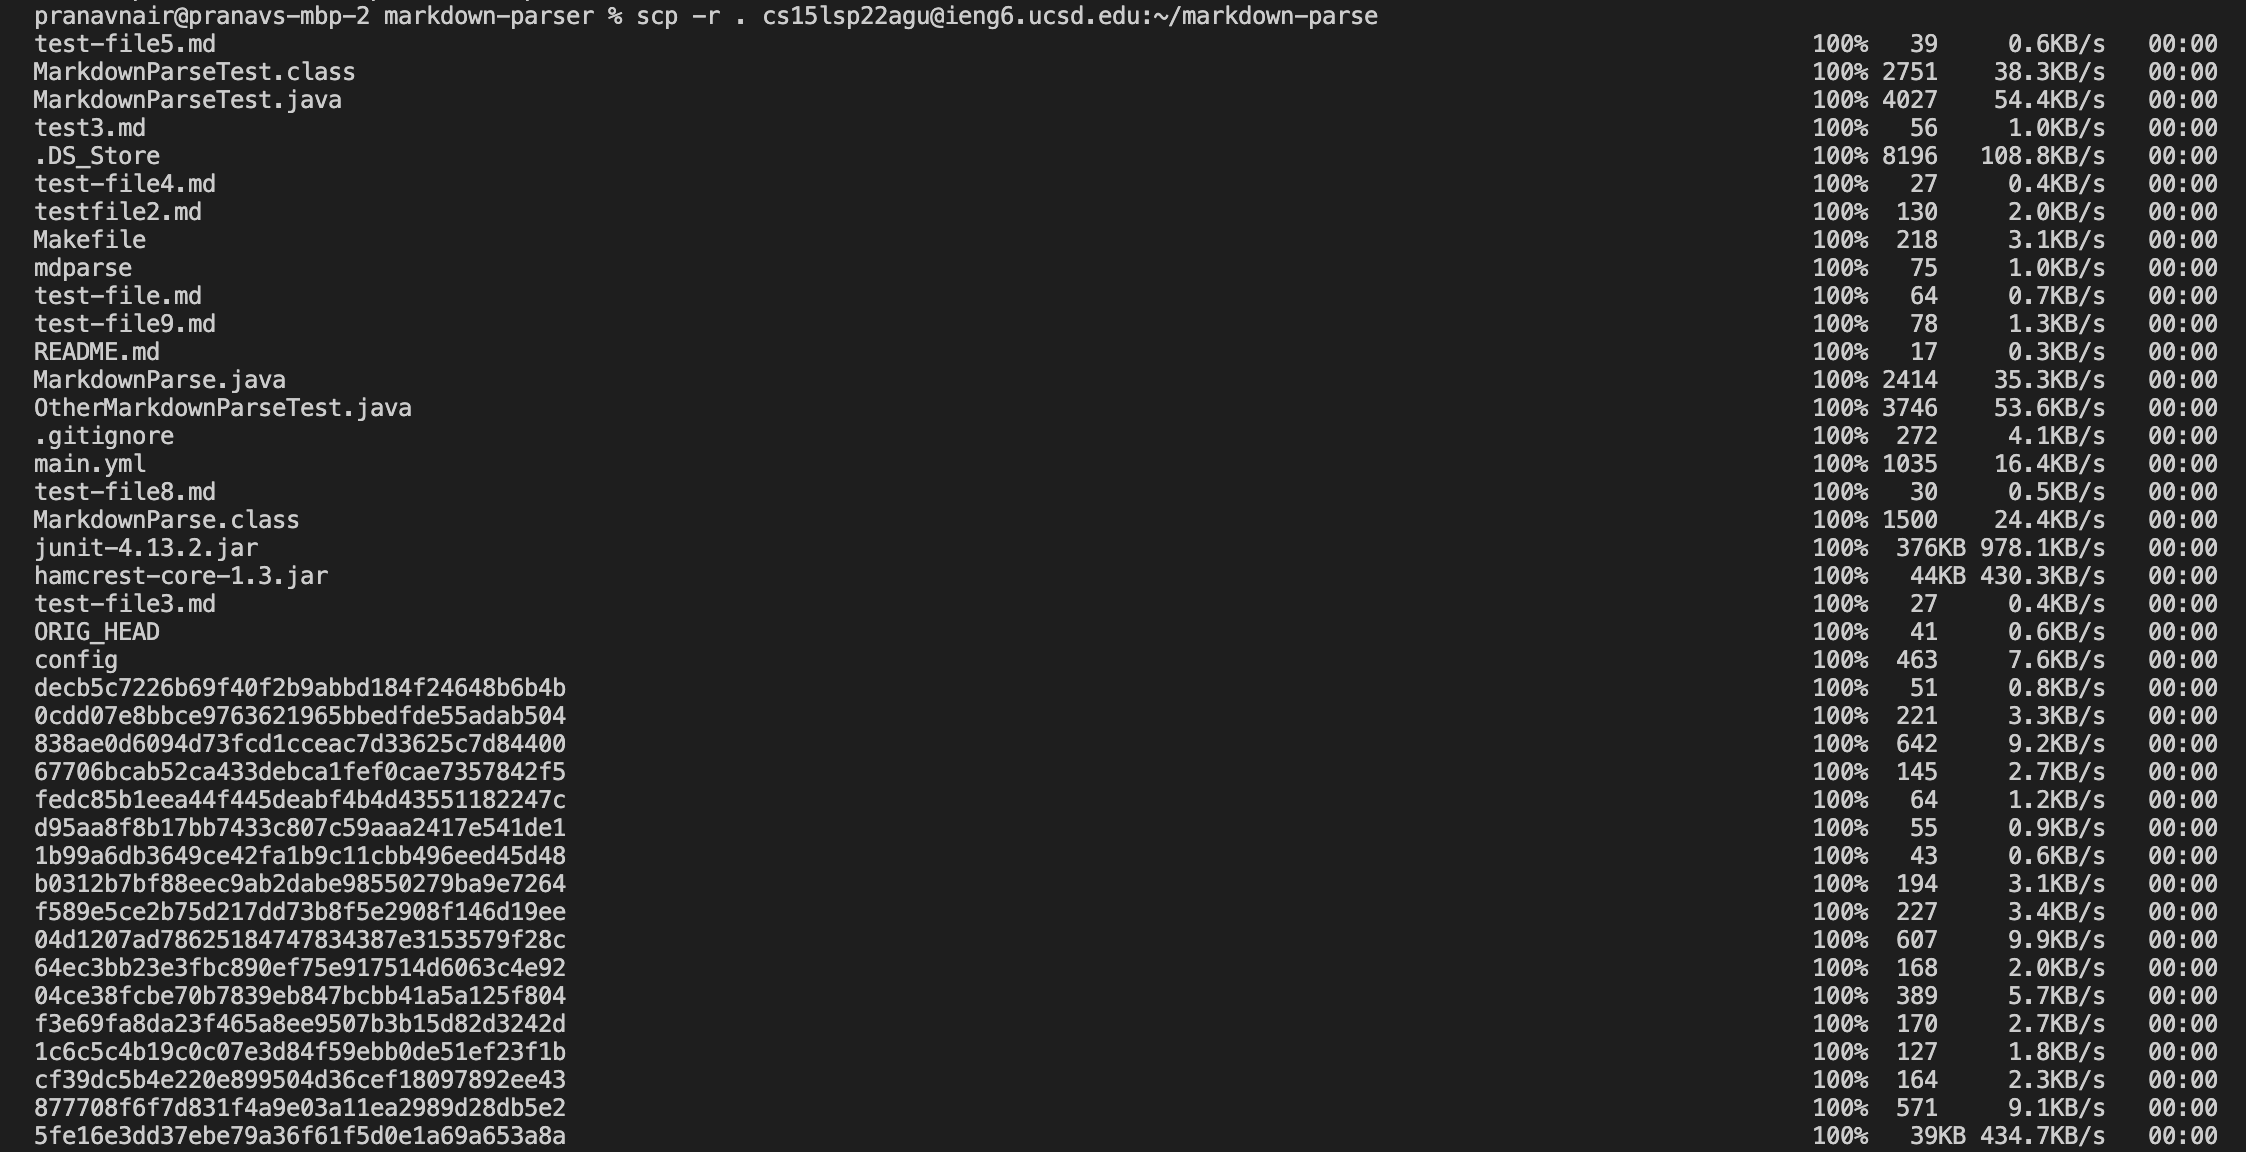 pranavnair@pranavs-mbp-2 markdown-parser % scp -r . cs15lsp22agu@ieng6.ucsd.edu:~/markdown-parse
test-file5.md 100% 39 0.6KB/s 00:00
MarkdownParseTest.class 100% 2751 38.3KB/s 00:00
MarkdownParseTest.java 100% 4027 54.4KB/s 00:00
test3.md 100% 56 1.0KB/s 00:00
.DS_Store 100% 8196 108.8KB/s 00:00
test-file4.md 100% 27 0.4KB/s 00:00
testfile2.md 100% 130 2.0KB/s 00:00
Makefile 100% 218 3.1KB/s 00:00
mdparse 100% 75 1.0KB/s 00:00
test-file.md 100% 64 0.7KB/s 00:00
test-file9.md 100% 78 1.3KB/s 00:00
README.md 100% 17 0.3KB/s 00:00
MarkdownParse.java 100% 2414 35.3KB/s 00:00
OtherMarkdownParseTest.java 100% 3746 53.6KB/s 00:00
.gitignore 100% 272 4.1KB/s 00:00
main.yml 100% 1035 16.4KB/s 00:00
test-file8.md 100% 30 0.5KB/s 00:00
MarkdownParse.class 100% 1500 24.4KB/s 00:00
junit-4.13.2.jar 100% 376KB 978.1KB/s 00:00
hamcrest-core-1.3.jar 100% 44KB 430.3KB/s 00:00
test-file3.md 100% 27 0.4KB/s 00:00
ORIG_HEAD 100% 41 0.6KB/s 00:00
config 100% 463 7.6KB/s 00:00
decb5c7226b69f40f2b9abbd184f24648b6b4b 100% 51 0.8KB/s 00:00
0cdd07e8bbce9763621965bbedfde55adab504 100% 221 3.3KB/s 00:00
838ae0d6094d73fcd1cceac7d33625c7d84400 100% 642 9.2KB/s 00:00
67706bcab52ca433debca1fef0cae7357842f5 100% 145 2.7KB/s 00:00
fedc85b1eea44f445deabf4b4d43551182247c 100% 64 1.2KB/s 00:00
d95aa8f8b17bb7433c807c59aaa2417e541de1 100% 55 0.9KB/s 00:00
1b99a6db3649ce42fa1b9c11cbb496eed45d48 100% 43 0.6KB/s 00:00
b0312b7bf88eec9ab2dabe98550279ba9e7264 100% 194 3.1KB/s 00:00
f589e5ce2b75d217dd73b8f5e2908f146d19ee 100% 227 3.4KB/s 00:00
04d1207ad78625184747834387e3153579f28c 100% 607 9.9KB/s 00:00
64ec3bb23e3fbc890ef75e917514d6063c4e92 100% 168 2.0KB/s 00:00
04ce38fcbe70b7839eb847bcbb41a5a125f804 100% 389 5.7KB/s 00:00
f3e69fa8da23f465a8ee9507b3b15d82d3242d 100% 170 2.7KB/s 00:00
1c6c5c4b19c0c07e3d84f59ebb0de51ef23f1b 100% 127 1.8KB/s 00:00
cf39dc5b4e220e899504d36cef18097892ee43 100% 164 2.3KB/s 00:00
877708f6f7d831f4a9e03a11ea2989d28db5e2 100% 571 9.1KB/s 00:00
5fe16e3dd37ebe79a36f61f5d0e1a69a653a8a 100% 39KB 434.7KB/s 00:00